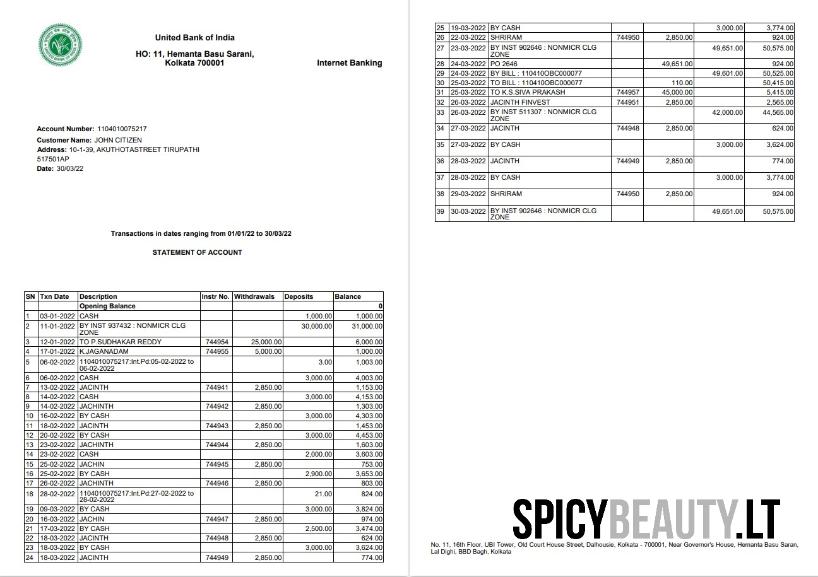 United Bank of India
HO: 11, Hemanta Basu Sarani,
Kolkata 700001
Internet Banking
Account Number: 1104010075217
Customer Name: JOHN CITIZEN
Address: 10-1-39, AKUTHOTASTREET TIRUPATHI
517501AP
Date: 30/03/22
Transactions in dates ranging from 01/01/22 to 30/03/22
STATEMENT OF ACCOUNT
SN Txn Date Description Instr No. Withdrawals Deposits Balance
Opening Balance 0
1 03-01-2022 CASH 1,000.00 1,000.00
2 11-01-2022 BY INST 937432 : NONMICR CLG 30,000.00 31,000.00
ZONE
3 12-01-2022 TO P.SUDHAKAR REDDY 744954 25,000.00 6,000.00
4 17-01-2022 K.JAGANADAM 744955 5,000.00 1,000.00
5 06-02-2022 1104010075217:Int.Pd:05-02-2022 to 3.00 1,003.00
06-02-2022
6 06-02-2022 CASH 3,000.00 4,003.00
7 13-02-2022 JACINTH 744941 2,850.00 1,153.00
8 14-02-2022 CASH 3,000.00 4,153.00
9 14-02-2022 JACHINTH 744942 2,850.00 1,303.00
10 16-02-2022 BY CASH 3,000.00 4,303.00
11 18-02-2022 JACINTH 744943 2,850.00 1,453.00
12 20-02-2022 BY CASH 3,000.00 4,453.00
13 23-02-2022 JACHINTH 744944 2,850.00 1,603.00
14 23-02-2022 CASH 2,000.00 3,603.00
15 25-02-2022 JACHIN 744945 2,850.00 753.00
16 25-02-2022 BY CASH 2,900.00 3,653.00
17 26-02-2022 JACHINTH 744946 2,850.00 803.00
18 28-02-2022 1104010075217:Int.Pd:27-02-2022 to 21.00 824.00
28-02-2022
19 09-03-2022 BY CASH 3,000.00 3,824.00
20 16-03-2022 JACHIN 744947 2,850.00 974.00
21 17-03-2022 BY CASH 2,500.00 3,474.00
22 18-03-2022 JACINTH 744948 2,850.00 624.00
23 18-03-2022 BY CASH 3,000.00 3,624.00
24 18-03-2022 JACINTH 744949 2,850.00 774.00
25 19-03-2022 BY CASH 3,000.00 3,774.00
26 22-03-2022 SHRIRAM 744950 2,850.00 924.00
27 23-03-2022 BY INST 902646 : NONMICR CLG 49,651.00 50,575.00
ZONE
28 24-03-2022 PO 2646 49,651.00 924.00
29 24-03-2022 BY BILL : 110410OBC000077 49,601.00 50,525.00
30 25-03-2022 TO BILL : 110410OBC000077 110.00 50,415.00
31 25-03-2022 TO K.S.SIVA PRAKASH 744957 45,000.00 5,415.00
32 26-03-2022 JACINTH FINVEST 744951 2,850.00 2,565.00
33 26-03-2022 BY INST 511307 : NONMICR CLG 42,000.00 44,565.00
ZONE
34 27-03-2022 JACINTH 744948 2,850.00 624.00
35 27-03-2022 BY CASH 3,000.00 3,624.00
36 28-03-2022 JACINTH 744949 2,850.00 774.00
37 28-03-2022 BY CASH 3,000.00 3,774.00
38 29-03-2022 SHRIRAM 744950 2,850.00 924.00
39 30-03-2022 BY INST 902646 : NONMICR CLG 49,651.00 50,575.00
ZONE
SPICYBEAUTY.LT
No. 11, 16th Floor, UBI Tower, Old Court House Street, Dalhousie, Kolkata - 700001, Near Governor's House, Hemanta Basu Saran,
Lal Dighi, BBD Bagh, Kolkata